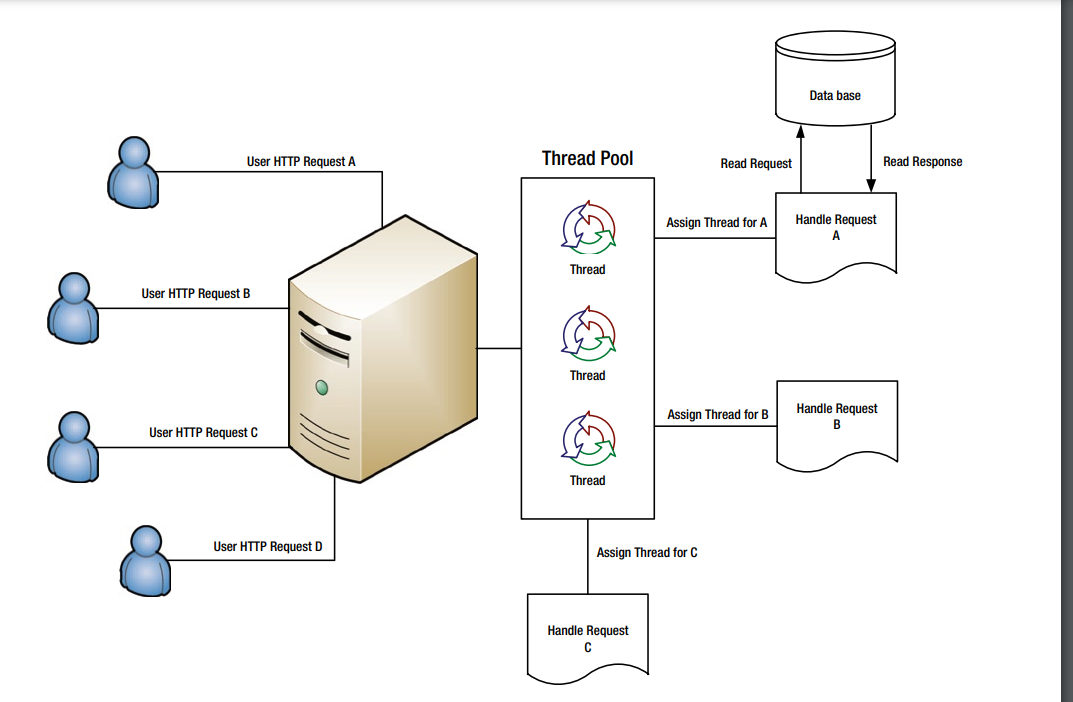 Data base
User HTTP Request A
Thread Pool
Read Request
Read Response
Assign Thread for A
Handle Request
A
Thread
User HTTP Request B
Thread
Assign Thread for B
Handle Request
B
User HTTP Request C
Thread
User HTTP Request D
Assign Thread for C
Handle Request
C